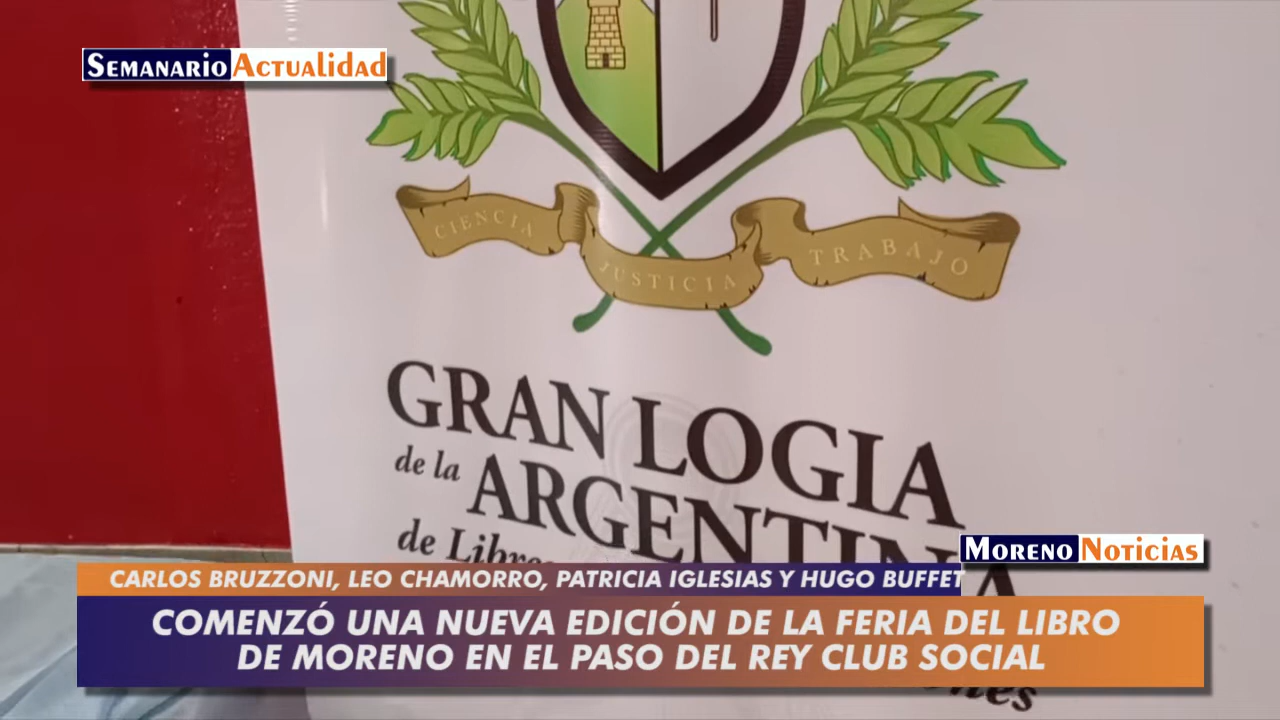 SEMANARIO ACTUALIDAD
CIENCIA
JUSTICIA
TRABAJO
GRAN LOGIA
de la ARGENTINA
de Libres
MORENO NOTICIAS
CARLOS BRUZZONI, LEO CHAMORRO, PATRICIA IGLESIAS Y HUGO BUFFET
COMENZÓ UNA NUEVA EDICIÓN DE LA FERIA DEL LIBRO
DE MORENO EN EL PASO DEL REY CLUB SOCIAL